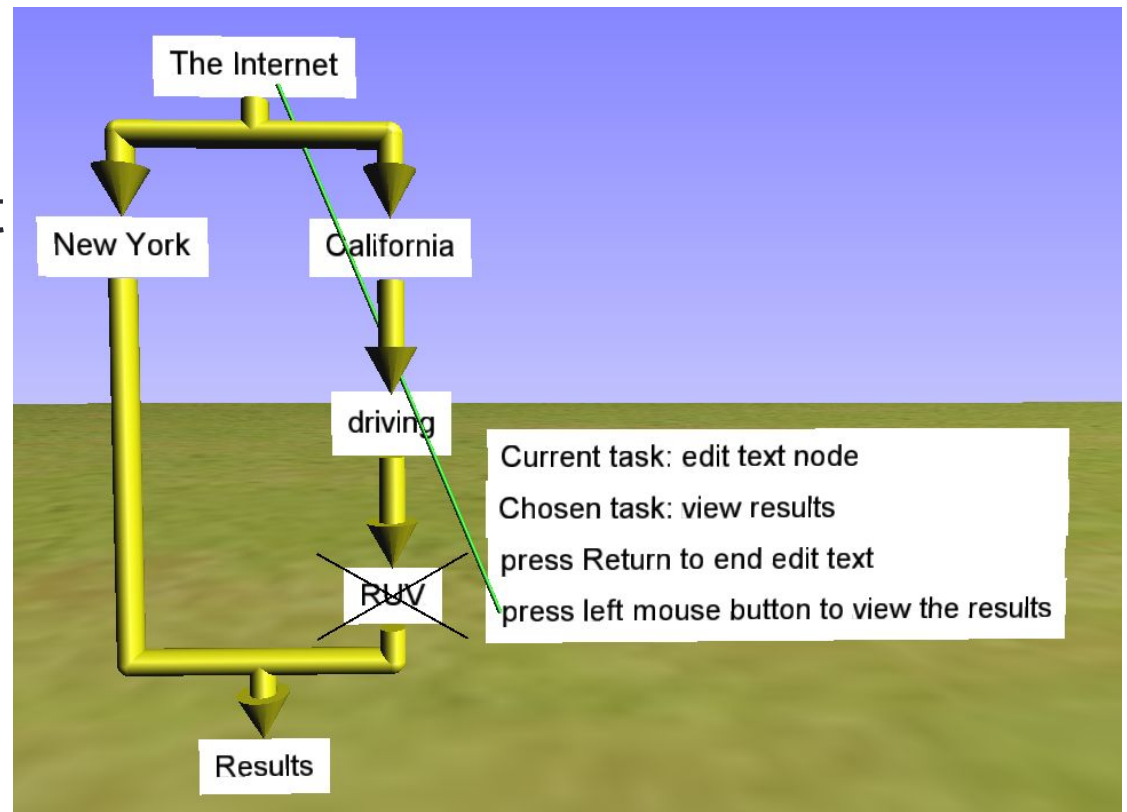 The Internet
New York
California
driving
Current task: edit text node
Chosen task: view results
press Return to end edit text
RUV
press left mouse button to view the results
Results